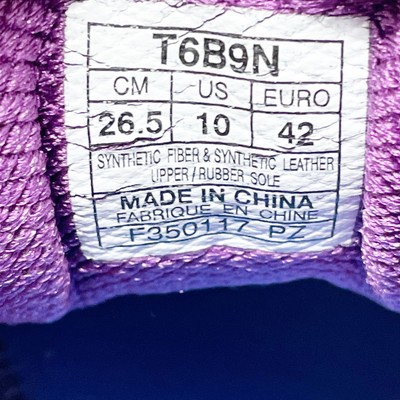 T6B9N
CM US EURO
26.5 10 42
SYNTHETIC FIBER & SYNTHETIC LEATHER
UPPER / RUBBER SOLE
MADE IN CHINA
FABRIQUE EN CHINE
F350117 PZ